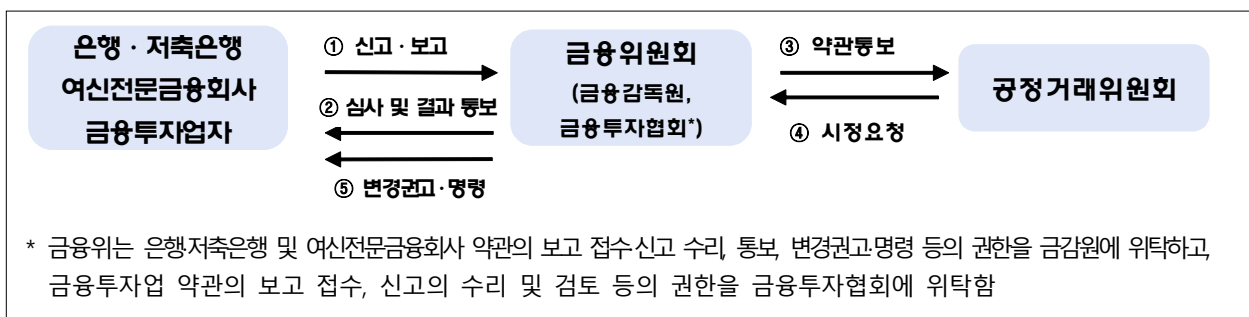 은행 · 저축은행
여신전문금융회사
금융투자업자
① 신고 · 보고
② 심사 및 결과 통보
⑤ 변경권고 · 명령
금융위원회
(금융감독원,
금융투자협회*)
③ 약관통보
④ 시정요청
공정거래위원회
* 금융위는 은행·저축은행 및 여신전문금융회사 약관의 보고 접수·신고 수리, 통보, 변경권고·명령 등의 권한을 금감원에 위탁하고,
금융투자업 약관의 보고 접수, 신고의 수리 및 검토 등의 권한을 금융투자협회에 위탁함